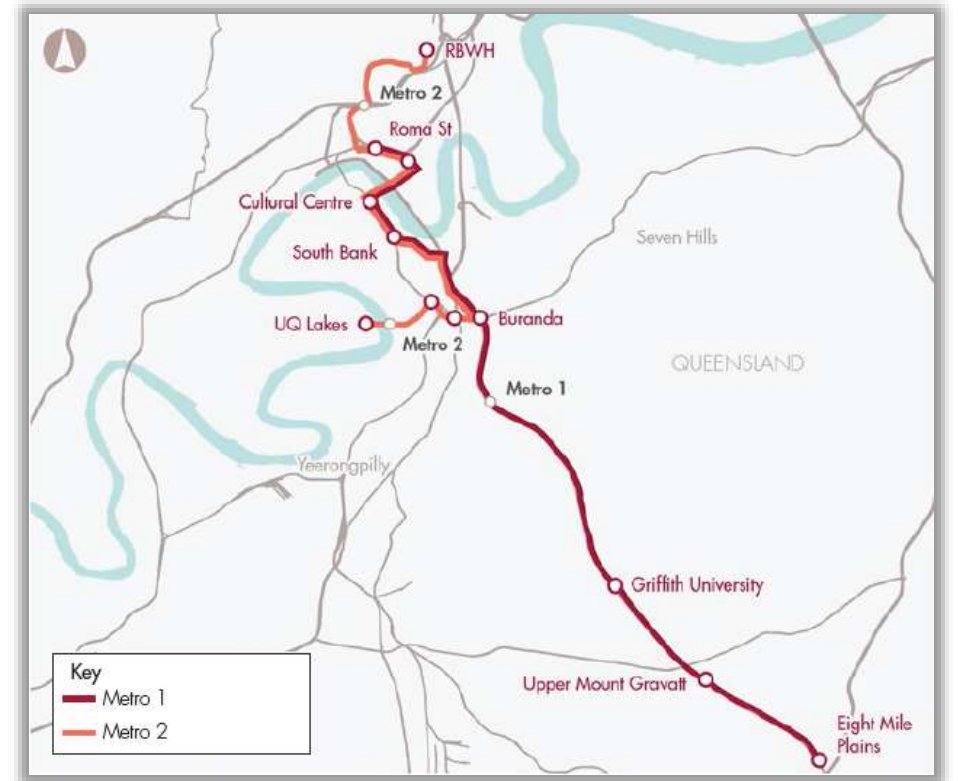 RBWH
Metro 2
Roma St
Cultural Centre
Seven Hills
South Bank
UQ Lakes
Buranda
Metro 2
QUEENSLAND
Metro 1
Yeerongpilly
Griffith University
Upper Mount Gravatt
Eight Mile
Plains
Key
Metro 1
Metro 2